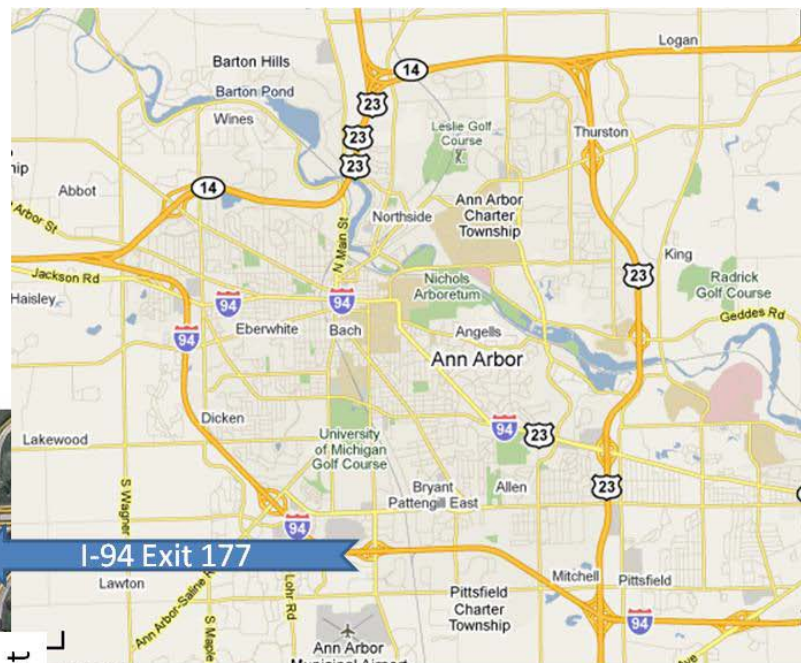 Logan
Barton Hills
14
Barton Pond
23
Wines
Leslie Golf
Course
Thurston
23
23
Abbot
14
Ann Arbor
Charter
Township
Arbor St
Northside
N Main St
King
Jackson Rd
Nichols
Arboretum
23
Radrick
Golf Course
Haisley
94
94
Geddes Rd
94
Eberwhite
Bach
Angells
Ann Arbor
Dicken
94
23
Lakewood
University
of Michigan
Golf Course
S Wagner
Bryant
Pattengill East
Allen
23
94
I-94 Exit 177
Lawton
Ann Arbor-Saline R
Lohr Rd
S Maple
Mitchell
Pittsfield
Pittsfield
Charter
Township
94
Ann Arbor
Municipal Airport
Ave